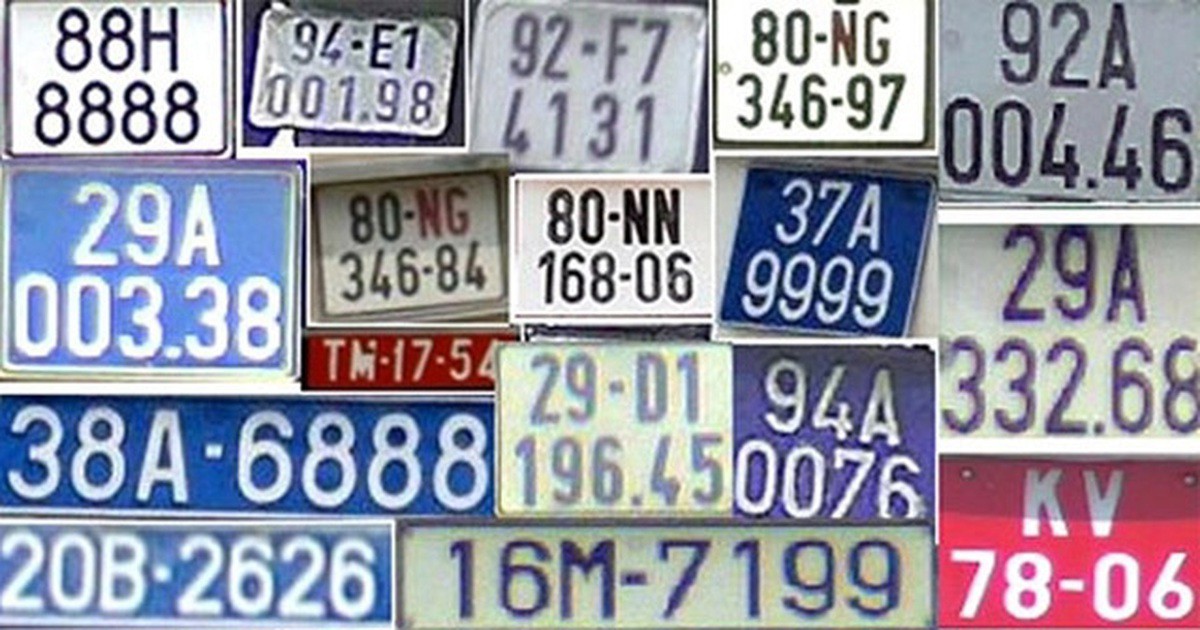 88H
8888
94-E1
001.98
92-F7
4131
80-NG
346-97
92A
004.46
29A
003.38
80-NG
346-84
80-NN
168-06
37A
9999
29A
332.68
TM-17-54
38A-6888
29-D1
196.45
94A
0076
KV
78-06
20B-2626
16M-7199